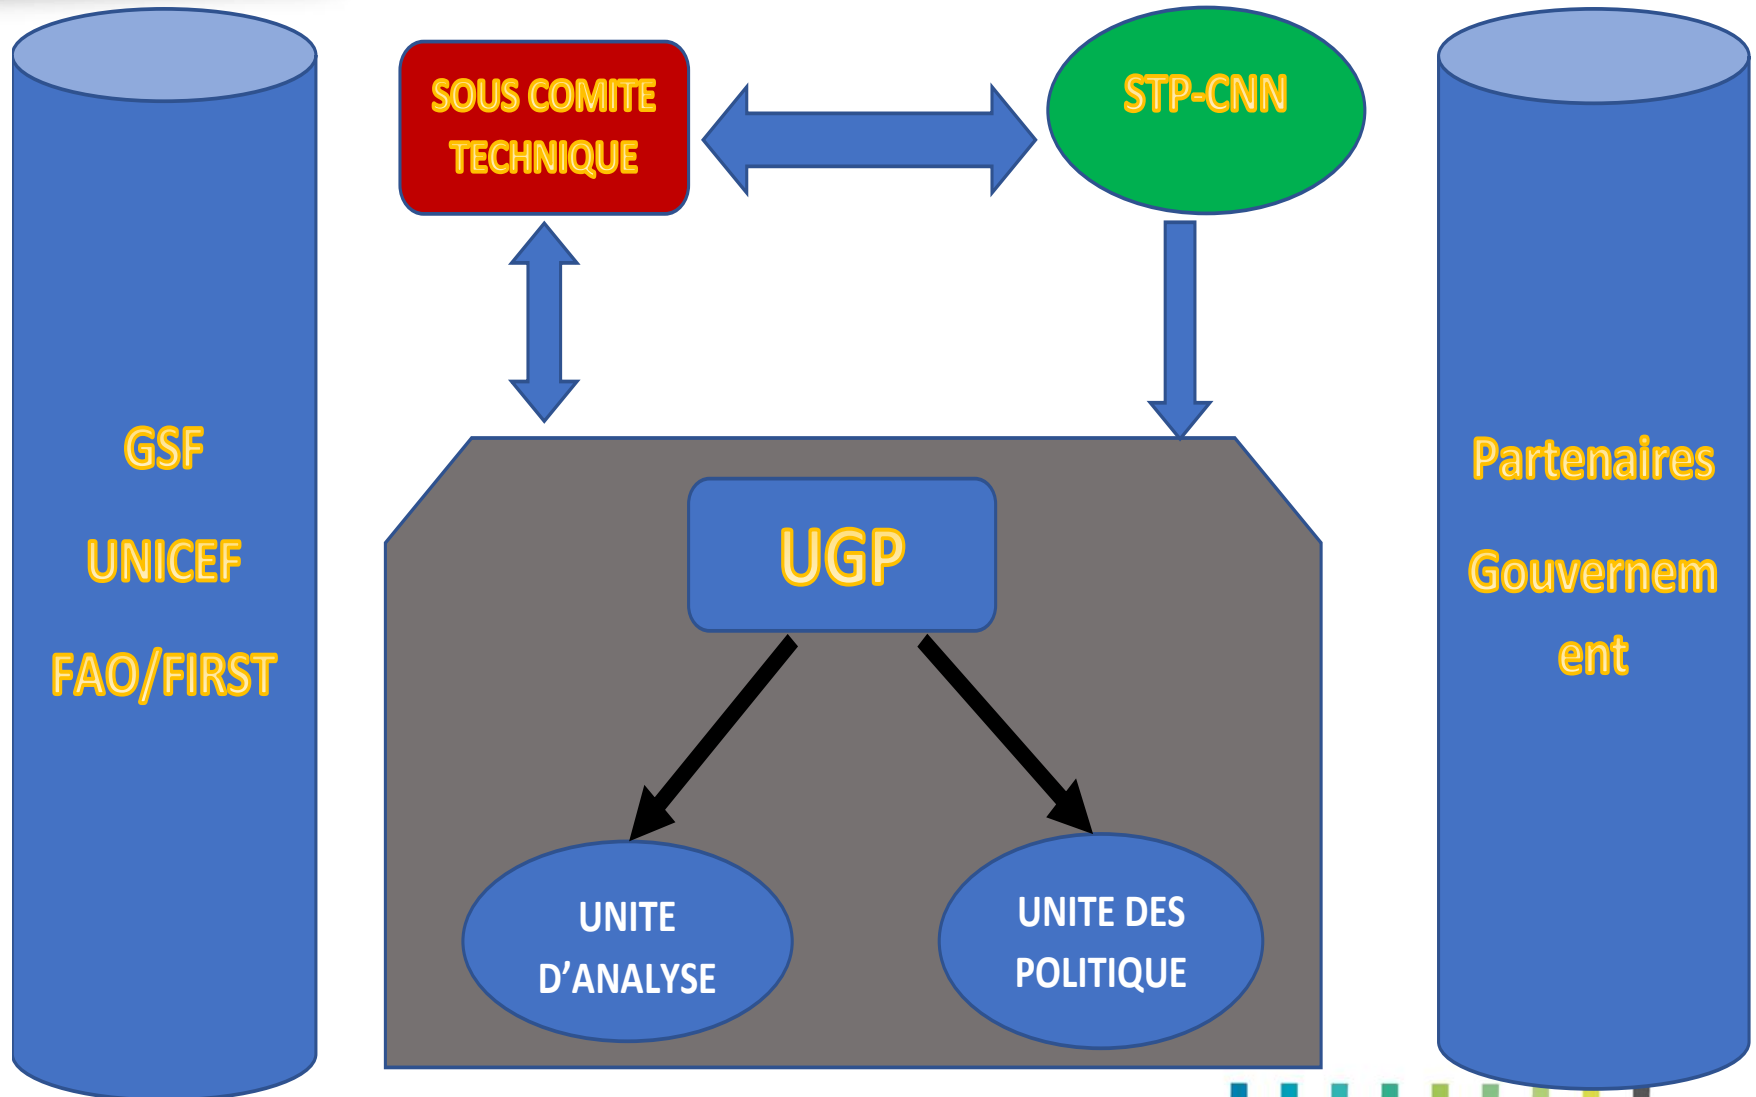 GSF
UNICEF
FAO/FIRST
SOUS COMITE
TECHNIQUE
STP-CNN
UGP
UNITE
D’ANALYSE
UNITE DES
POLITIQUE
Partenaires
Gouvernem
ent